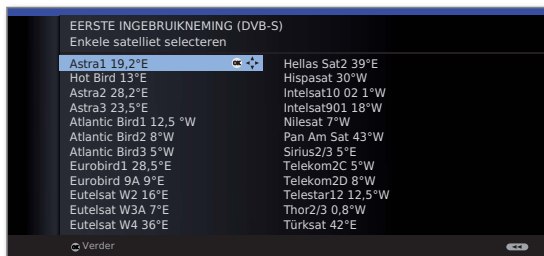 EERSTE INGEBRUIKNEMING (DVB-S)
Enkele satelliet selecteren
Astra1 19,2°E OK
Hot Bird 13°E
Astra2 28,2°E
Astra3 23,5°E
Atlantic Bird1 12,5 °W
Atlantic Bird2 8°W
Atlantic Bird3 5°W
Eurobird1 28,5°E
Eurobird 9A 9°E
Eutelsat W2 16°E
Eutelsat W3A 7°E
Eutelsat W4 36°E
Hellas Sat2 39°E
Hispasat 30°W
Intelsat10 02 1°W
Intelsat901 18°W
Nilesat 7°W
Pan Am Sat 43°W
Sirius2/3 5°E
Telekom2C 5°W
Telekom2D 8°W
Telestar12 12,5°W
Thor2/3 0,8°W
Türksat 42°E
OK Verder